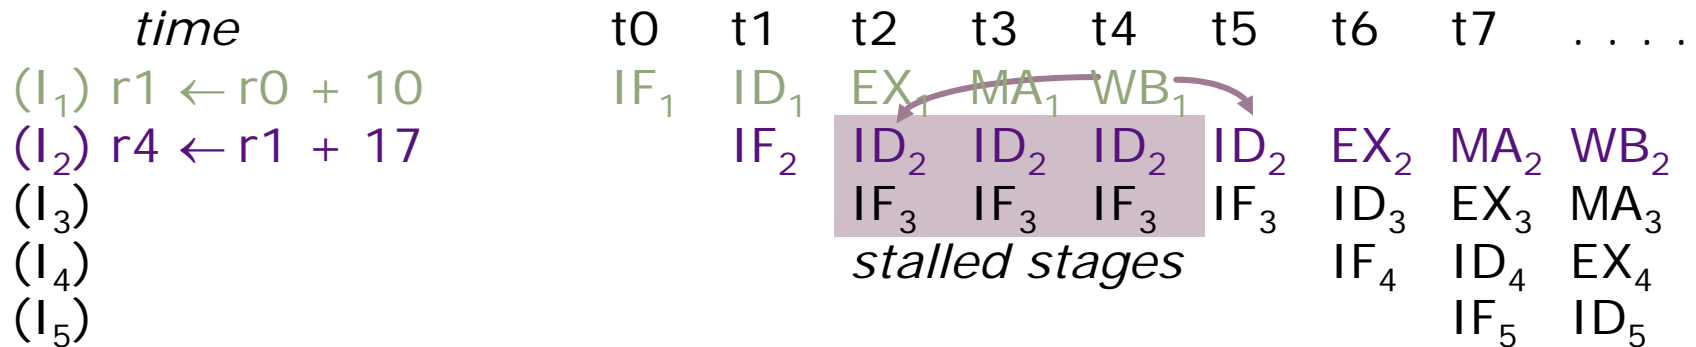 time t0 t1 t2 t3 t4 t5 t6 t7 . . . .
(I₁) r1 ← r0 + 10 IF₁ ID₁ EX₁ MA₁ WB₁
(I₂) r4 ← r1 + 17 IF₂ ID₂ ID₂ ID₂ ID₂ EX₂ MA₂ WB₂
(I₃) IF₃ IF₃ IF₃ IF₃ ID₃ EX₃ MA₃
(I₄) stalled stages IF₄ ID₄ EX₄
(I₅) IF₅ ID₅